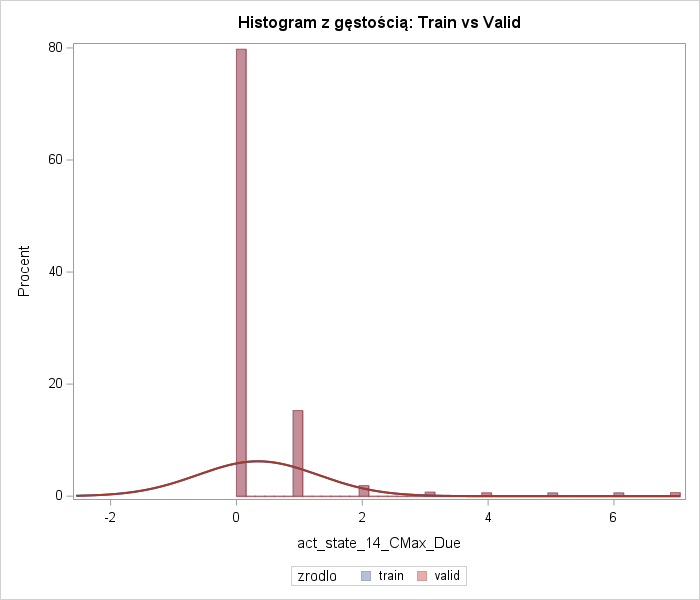 Histogram z gęstością: Train vs Valid
80
60
40
20
0
Procent
-2 0 2 4 6
act_state_14_CMax_Due
zrodlo train valid